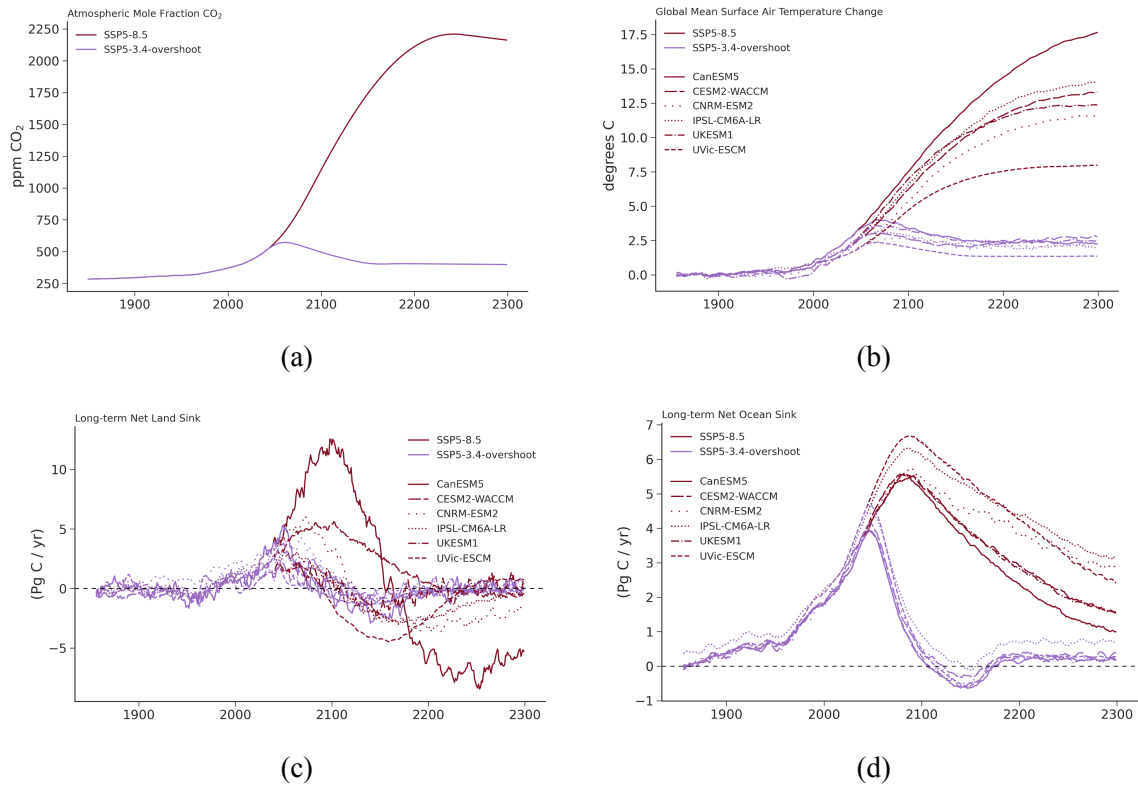 Atmospheric Mole Fraction CO₂
SSP5-8.5
SSP5-3.4-overshoot
ppm CO₂
2250
2000
1750
1500
1250
1000
750
500
250
1900
2000
2100
2200
2300
(a)
Global Mean Surface Air Temperature Change
SSP5-8.5
SSP5-3.4-overshoot
CanESM5
CESM2-WACCM
CNRM-ESM2
IPSL-CM6A-LR
UKESM1
UVic-ESCM
degrees C
17.5
15.0
12.5
10.0
7.5
5.0
2.5
0.0
1900
2000
2100
2200
2300
(b)
Long-term Net Land Sink
SSP5-8.5
SSP5-3.4-overshoot
CanESM5
CESM2-WACCM
CNRM-ESM2
IPSL-CM6A-LR
UKESM1
UVic-ESCM
(Pg C / yr)
10
5
0
−5
1900
2000
2100
2200
2300
(c)
Long-term Net Ocean Sink
SSP5-8.5
SSP5-3.4-overshoot
CanESM5
CESM2-WACCM
CNRM-ESM2
IPSL-CM6A-LR
UKESM1
UVic-ESCM
(Pg C / yr)
7
6
5
4
3
2
1
0
−1
1900
2000
2100
2200
2300
(d)